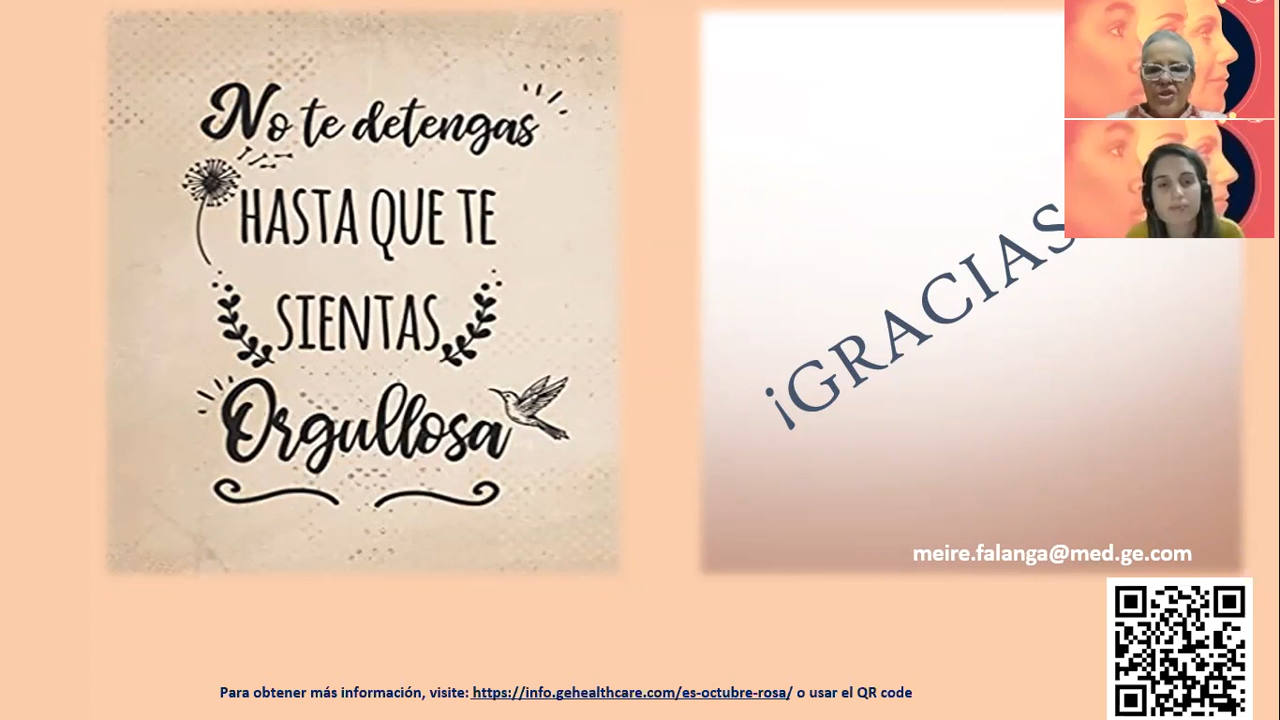 No te detengas
HASTA QUE TE
SIENTAS
Orgullosa
¡GRACIAS
meire.falanga@med.ge.com
Para obtener más información, visite: https://info.gehealthcare.com/es-octubre-rosa/ o usar el QR code